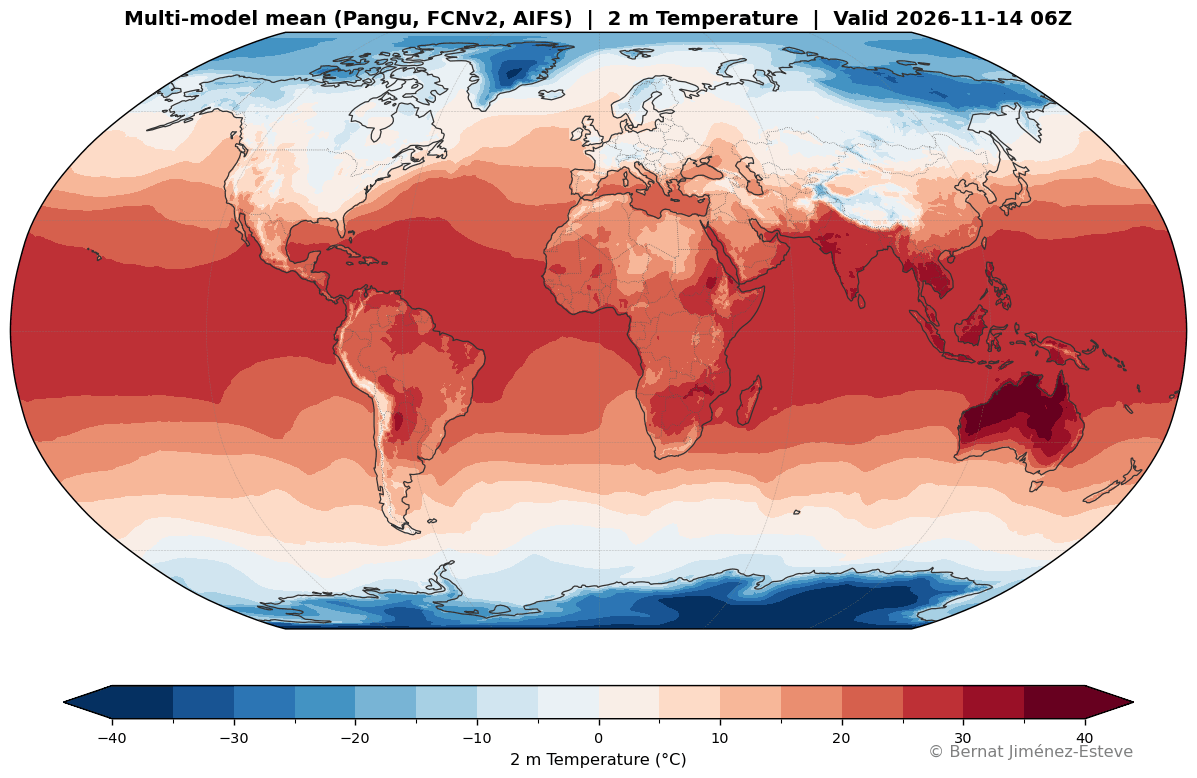 Multi-model mean (Pangu, FCNv2, AIFS)  |  2 m Temperature  |  Valid 2026-11-14 06Z
−40 −30 −20 −10 0 10 20 30 40
2 m Temperature (°C)
© Bernat Jiménez-Esteve